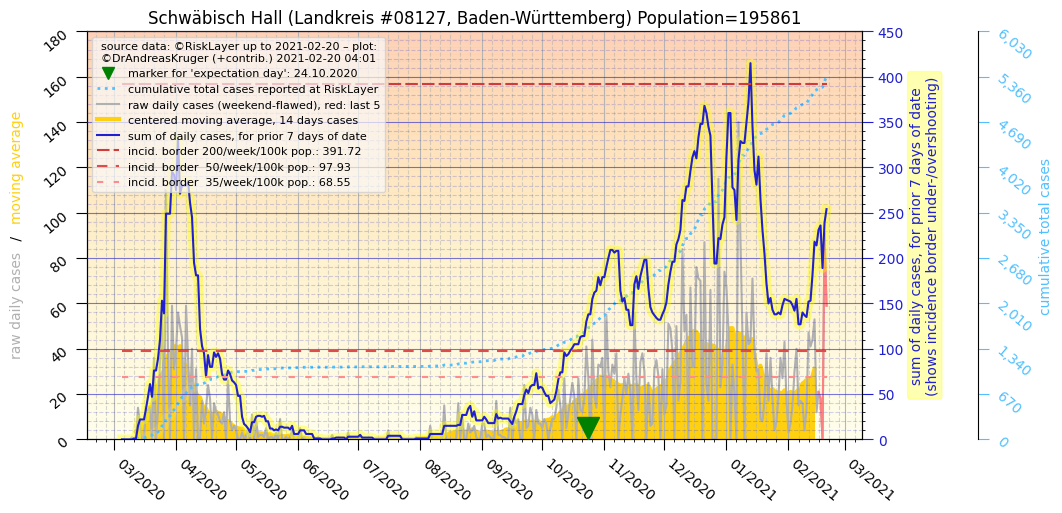 Schwäbisch Hall (Landkreis #08127, Baden-Württemberg) Population=195861
source data: ©RiskLayer up to 2021-02-20 – plot:
©DrAndreasKruger (+contrib.) 2021-02-20 04:01
marker for 'expectation day': 24.10.2020
cumulative total cases reported at RiskLayer
raw daily cases (weekend-flawed), red: last 5
centered moving average, 14 days cases
sum of daily cases, for prior 7 days of date
incid. border 200/week/100k pop.: 391.72
incid. border  50/week/100k pop.: 97.93
incid. border  35/week/100k pop.: 68.55
raw daily cases / moving average
180
160
140
120
100
80
60
40
20
0
03/2020
04/2020
05/2020
06/2020
07/2020
08/2020
09/2020
10/2020
11/2020
12/2020
01/2021
02/2021
03/2021
450
400
350
300
250
200
150
100
50
0
sum of daily cases, for prior 7 days of date
(shows incidence border under-/overshooting)
6,030
5,360
4,690
4,020
3,350
2,680
2,010
1,340
670
0
cumulative total cases